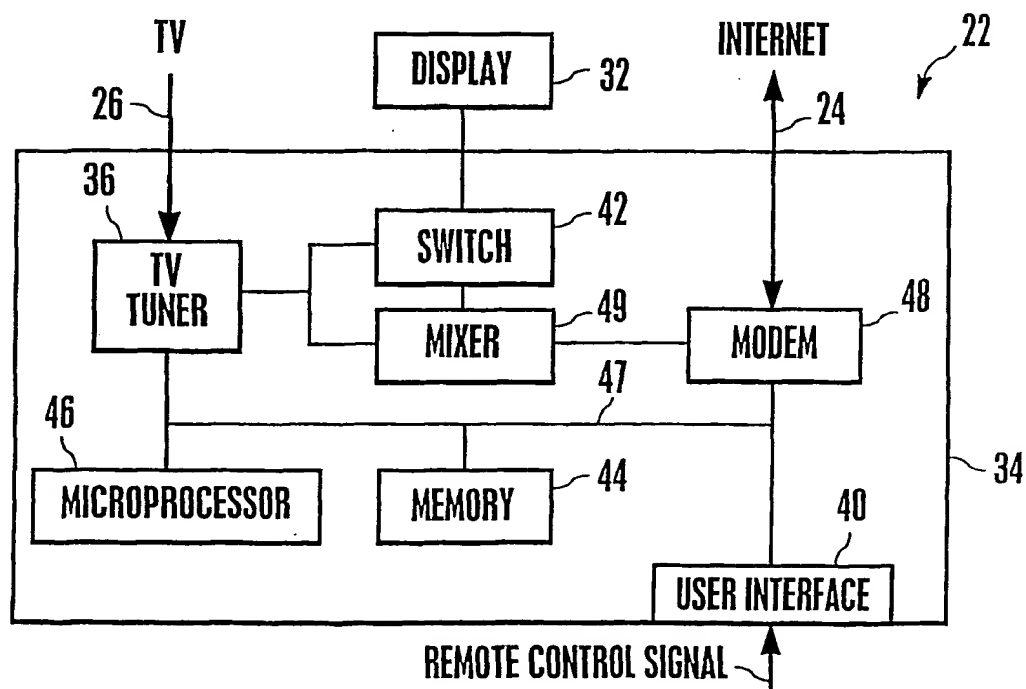 TV
DISPLAY
INTERNET
22
26
32
24
36
42
SWITCH
TV
TUNER
49
48
MIXER
MODEM
47
46
44
34
MICROPROCESSOR
MEMORY
40
USER INTERFACE
REMOTE CONTROL SIGNAL